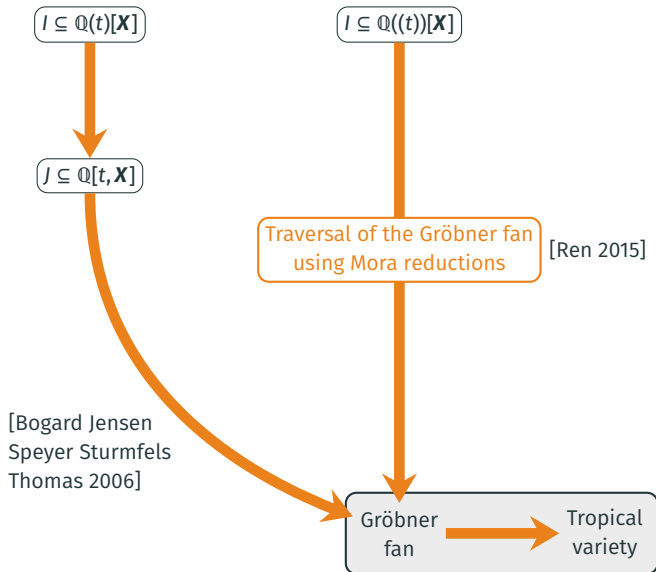 I ⊆ ℚ(t)[X]
I ⊆ ℚ((t))[X]
J ⊆ ℚ[t, X]
Traversal of the Gröbner fan
using Mora reductions
[Ren 2015]
[Bogard Jensen
Speyer Sturmfels
Thomas 2006]
Gröbner
fan
Tropical
variety